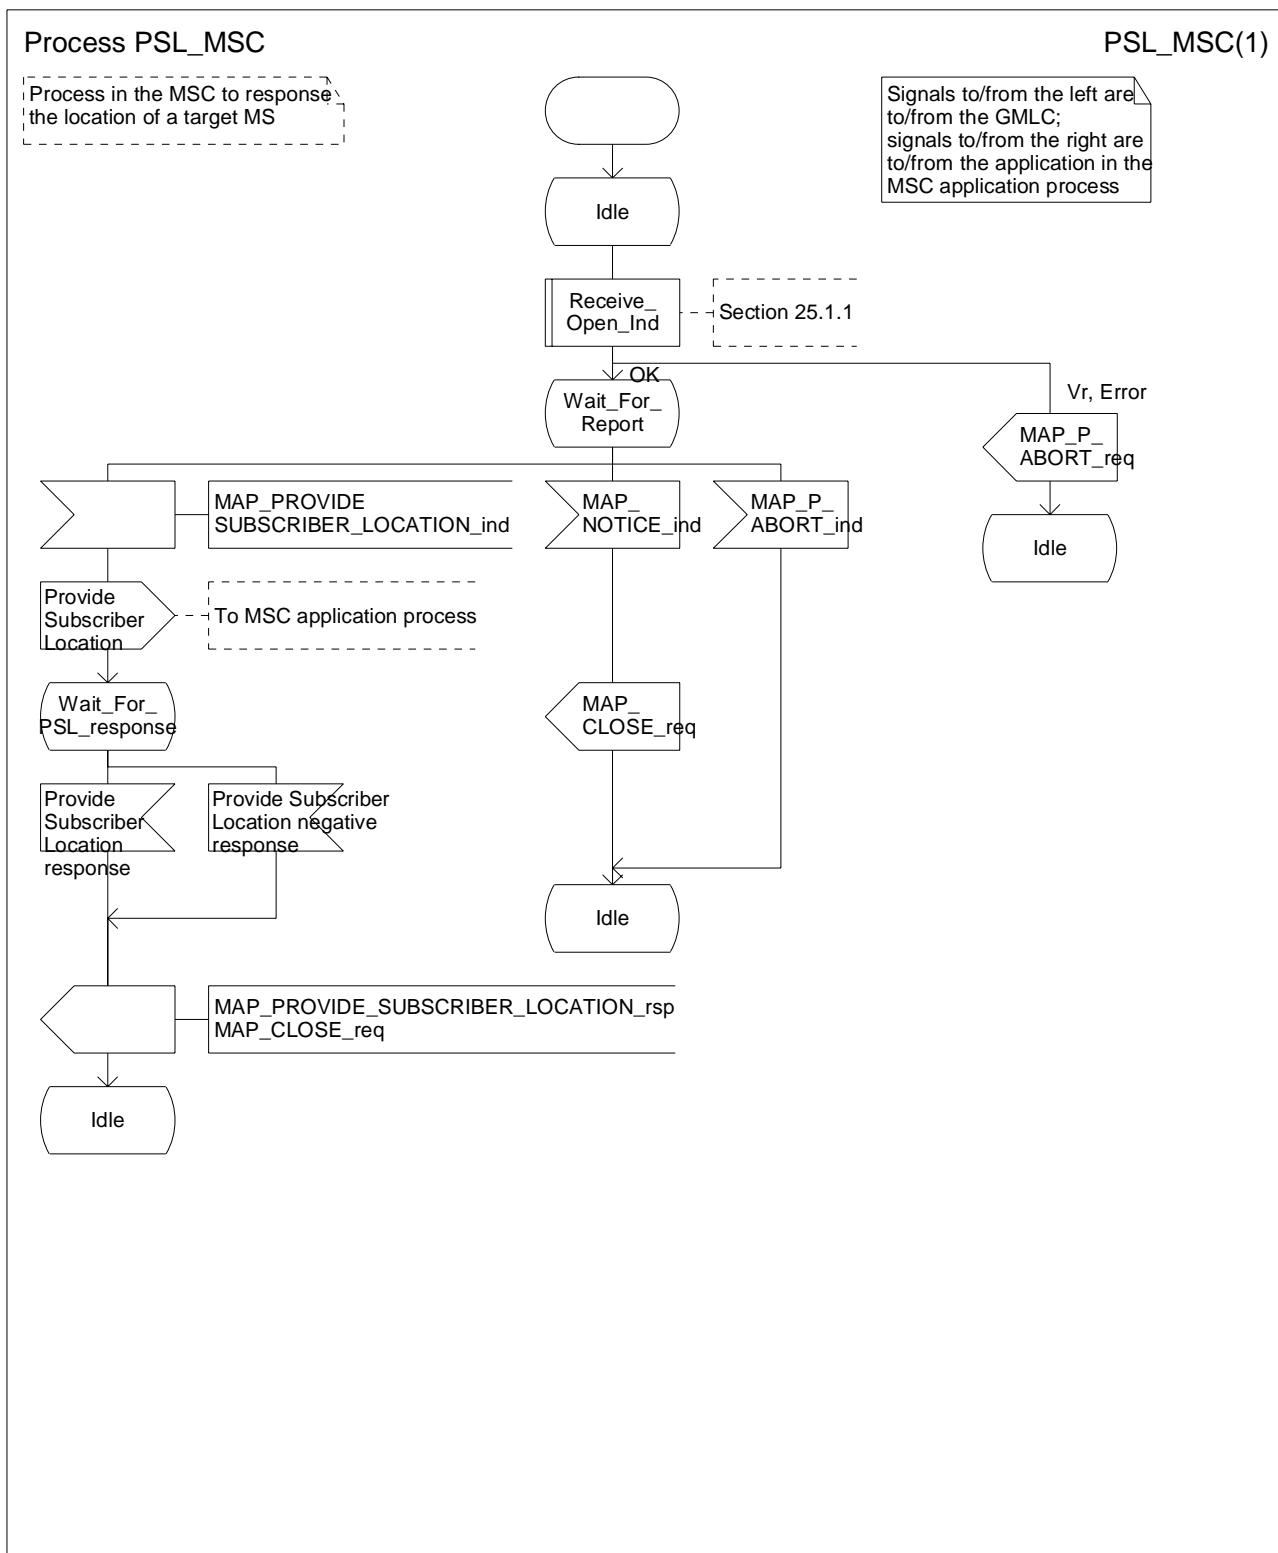 Process PSL_MSC
PSL_MSC(1)
Process in the MSC to response
the location of a target MS
Signals to/from the left are
to/from the GMLC;
signals to/from the right are
to/from the application in the
MSC application process
Idle
Receive_
Open_Ind
Section 25.1.1
OK
Vr, Error
Wait_For_
Report
MAP_P_
ABORT_req
MAP_PROVIDE
SUBSCRIBER_LOCATION_ind
MAP_
NOTICE_ind
MAP_P_
ABORT_ind
Idle
Provide
Subscriber
Location
To MSC application process
Wait_For_
PSL_response
MAP_
CLOSE_req
Provide
Subscriber
Location
response
Provide Subscriber
Location negative
response
Idle
MAP_PROVIDE_SUBSCRIBER_LOCATION_rsp
MAP_CLOSE_req
Idle